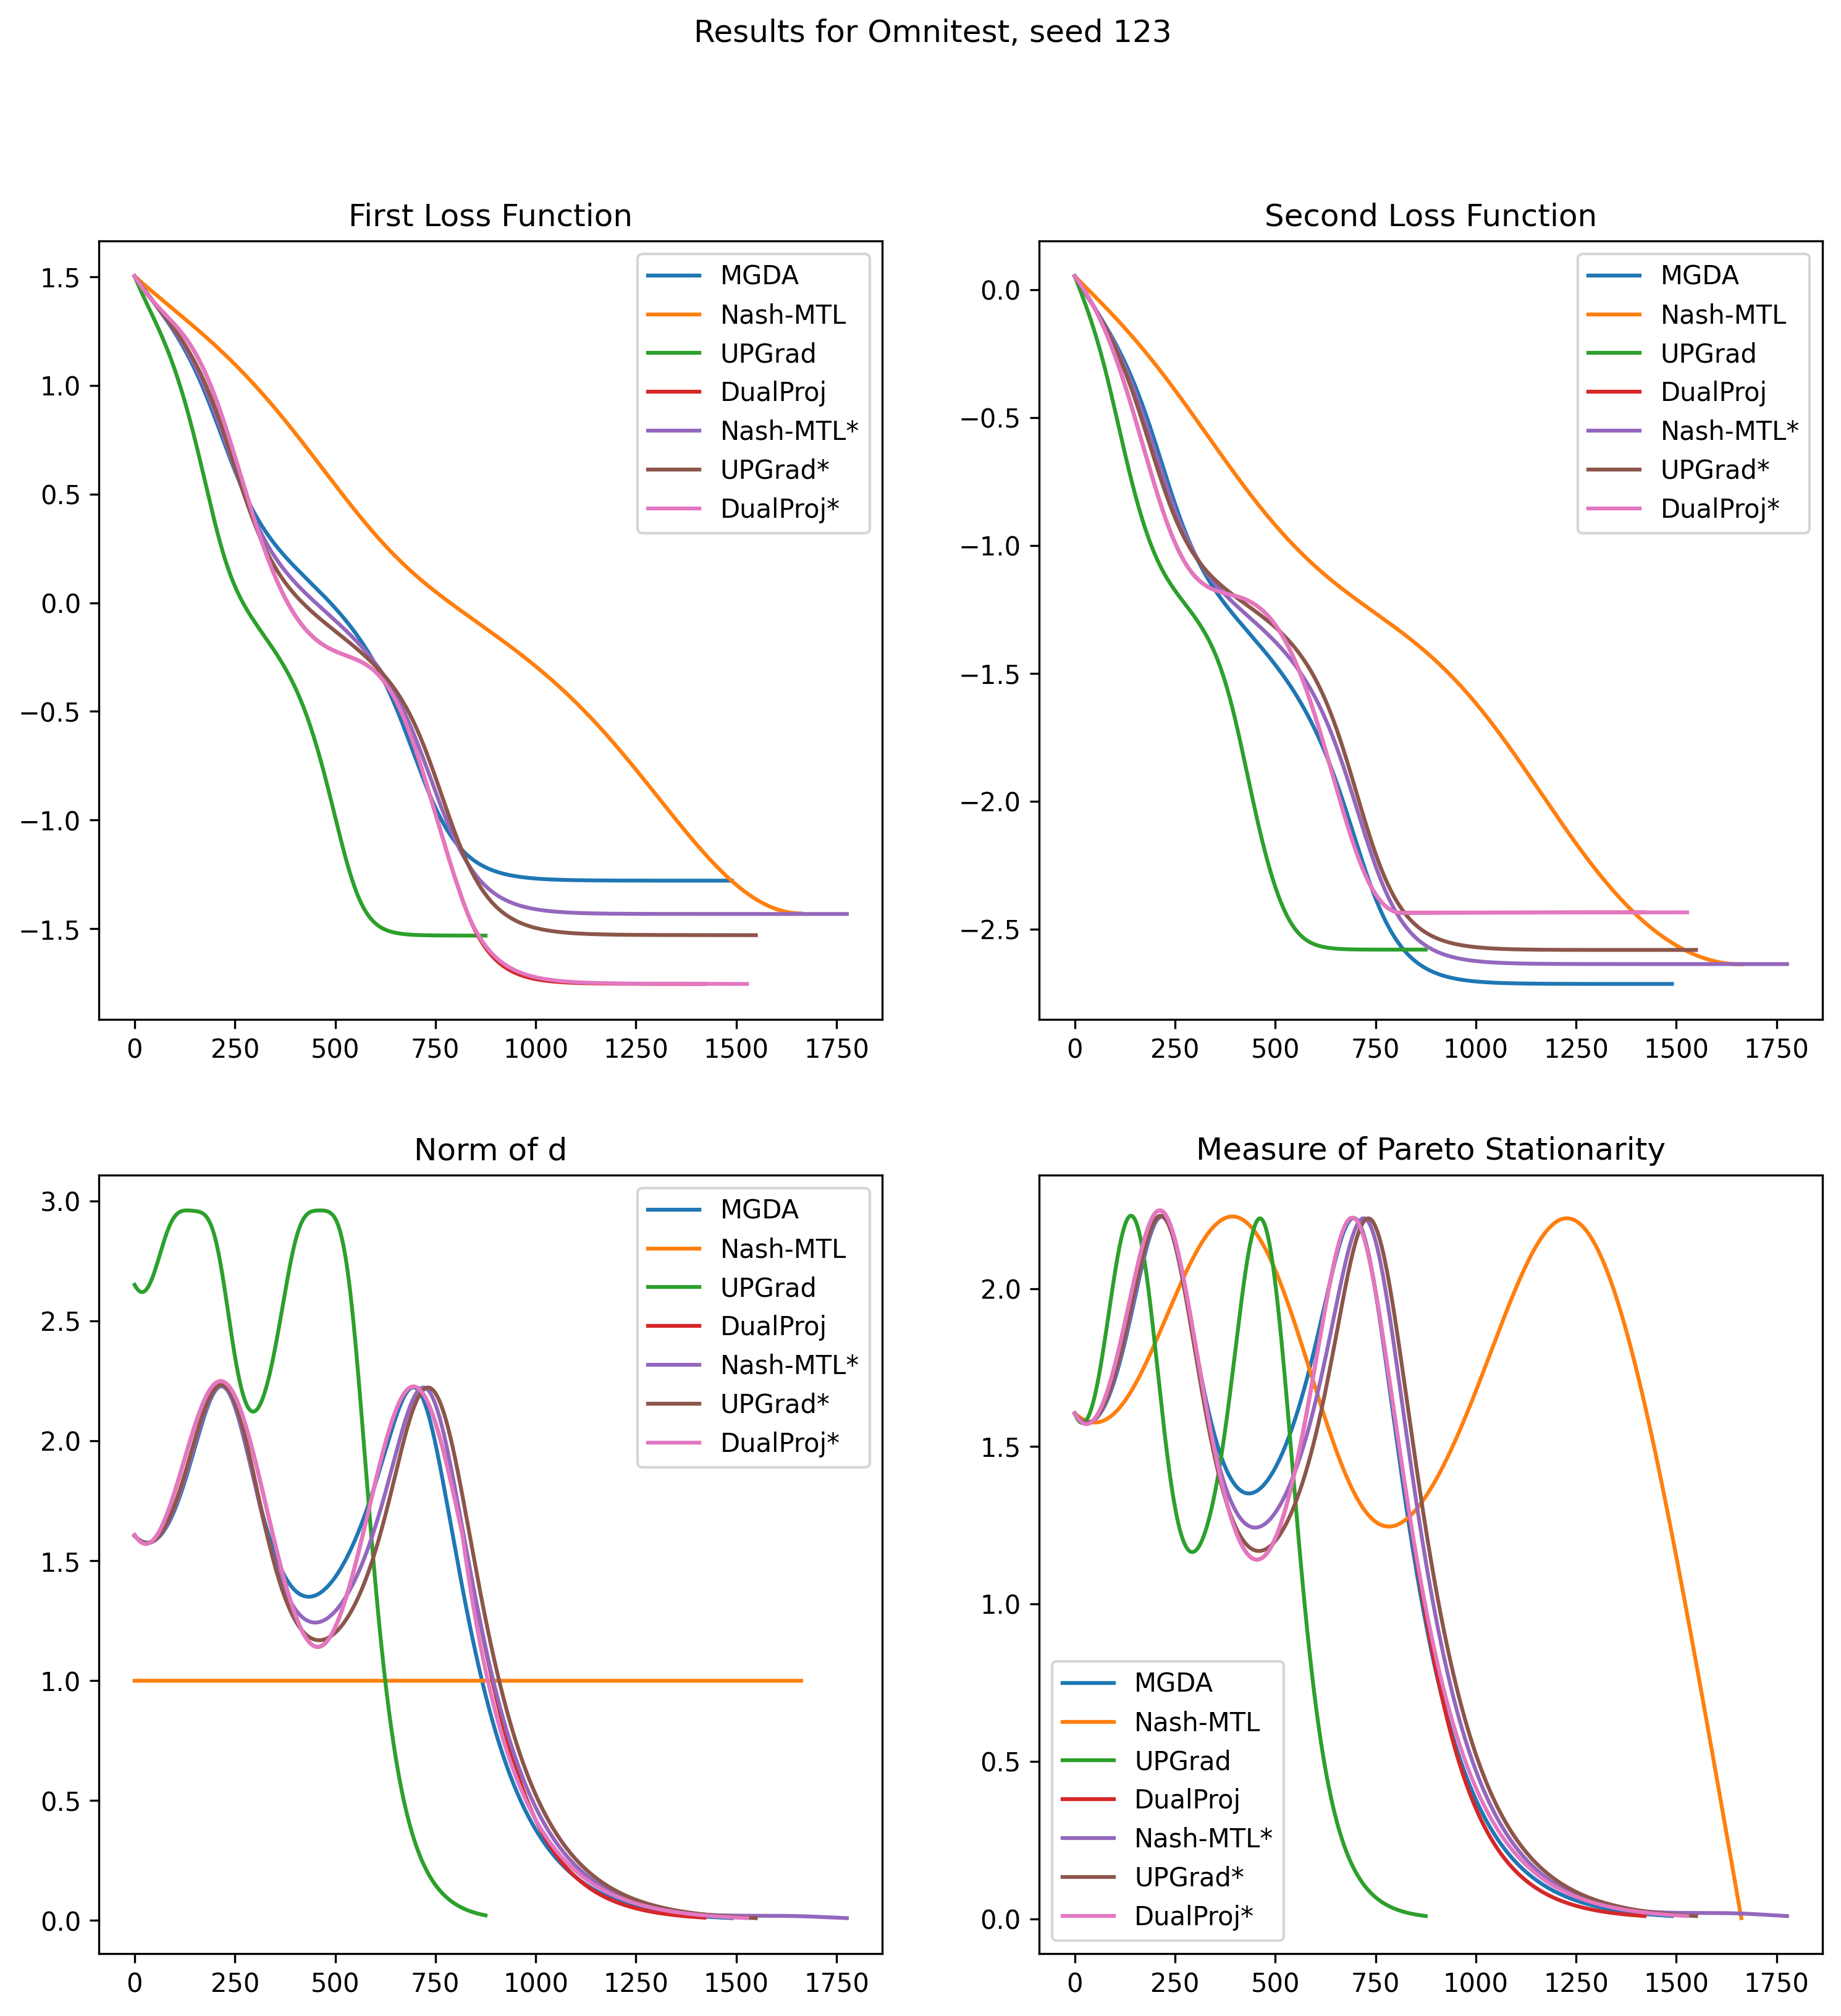 Results for Omnitest, seed 123
First Loss Function
1.5
1.0
0.5
0.0
−0.5
−1.0
−1.5
MGDA
Nash-MTL
UPGrad
DualProj
Nash-MTL*
UPGrad*
DualProj*
0 250 500 750 1000 1250 1500 1750
Second Loss Function
0.0
−0.5
−1.0
−1.5
−2.0
−2.5
MGDA
Nash-MTL
UPGrad
DualProj
Nash-MTL*
UPGrad*
DualProj*
0 250 500 750 1000 1250 1500 1750
Norm of d
3.0
2.5
2.0
1.5
1.0
0.5
0.0
MGDA
Nash-MTL
UPGrad
DualProj
Nash-MTL*
UPGrad*
DualProj*
0 250 500 750 1000 1250 1500 1750
Measure of Pareto Stationarity
2.0
1.5
1.0
0.5
0.0
MGDA
Nash-MTL
UPGrad
DualProj
Nash-MTL*
UPGrad*
DualProj*
0 250 500 750 1000 1250 1500 1750